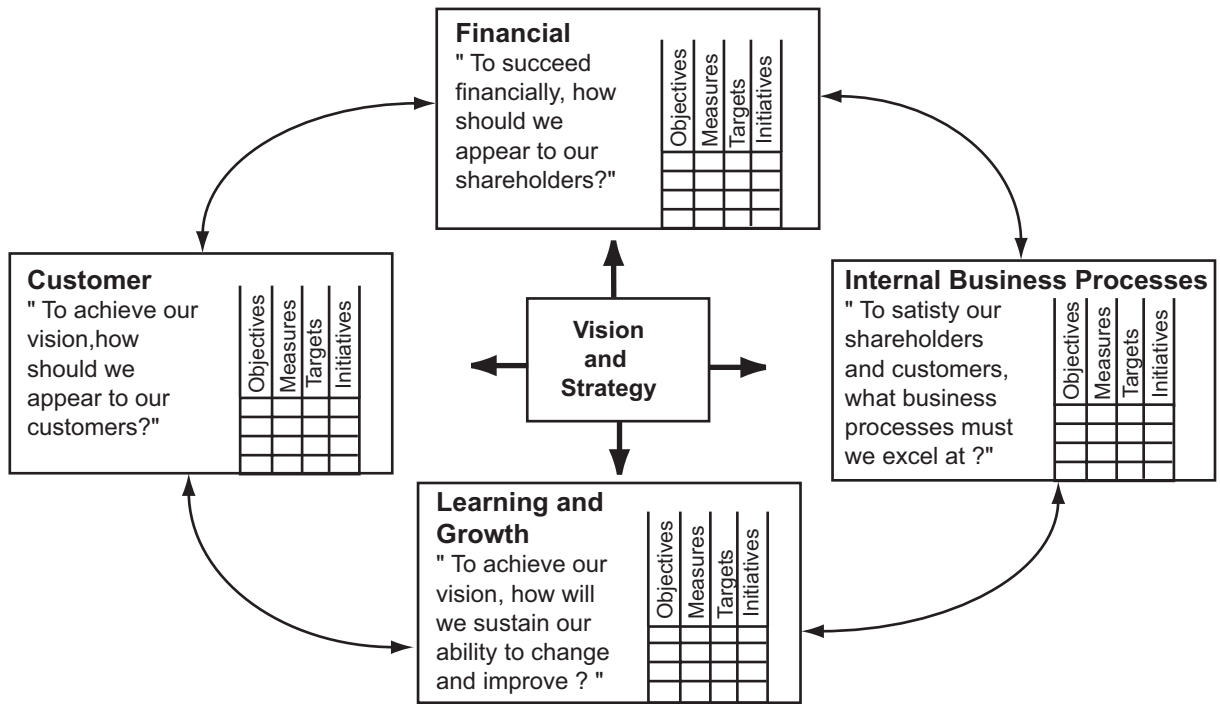 Financial
" To succeed
financially, how
should we
appear to our
shareholders?"
Objectives
Measures
Targets
Initiatives
Customer
" To achieve our
vision,how
should we
appear to our
customers?"
Objectives
Measures
Targets
Initiatives
Vision
and
Strategy
Internal Business Processes
" To satisty our
shareholders
and customers,
what business
processes must
we excel at ?"
Objectives
Measures
Targets
Initiatives
Learning and
Growth
" To achieve our
vision, how will
we sustain our
ability to change
and improve ? "
Objectives
Measures
Targets
Initiatives